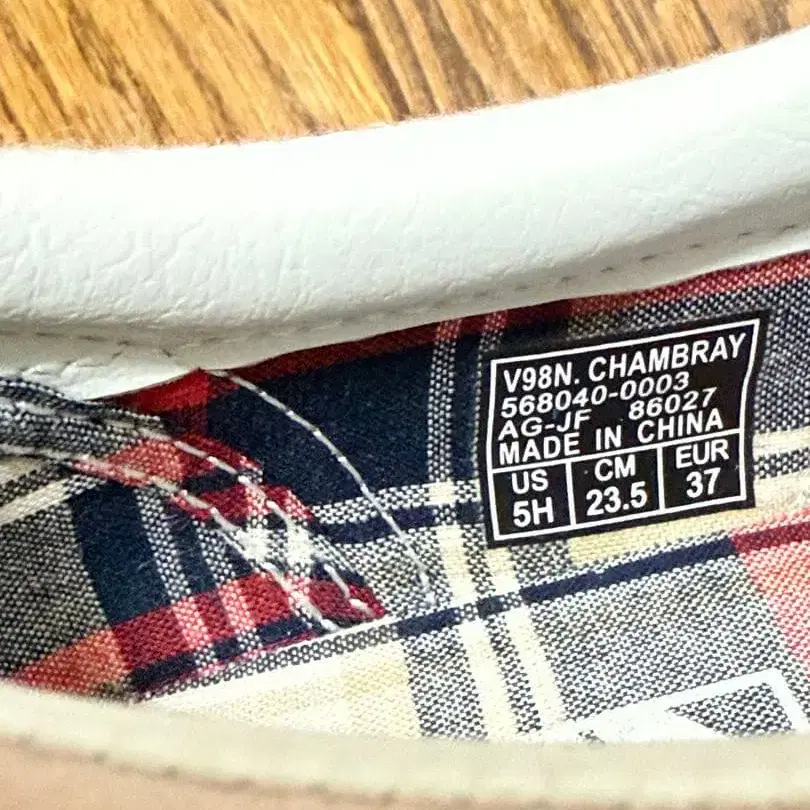 V98N. CHAMBRAY
568040-0003
AG-JF 86027
MADE IN CHINA
US CM EUR
5H 23.5 37